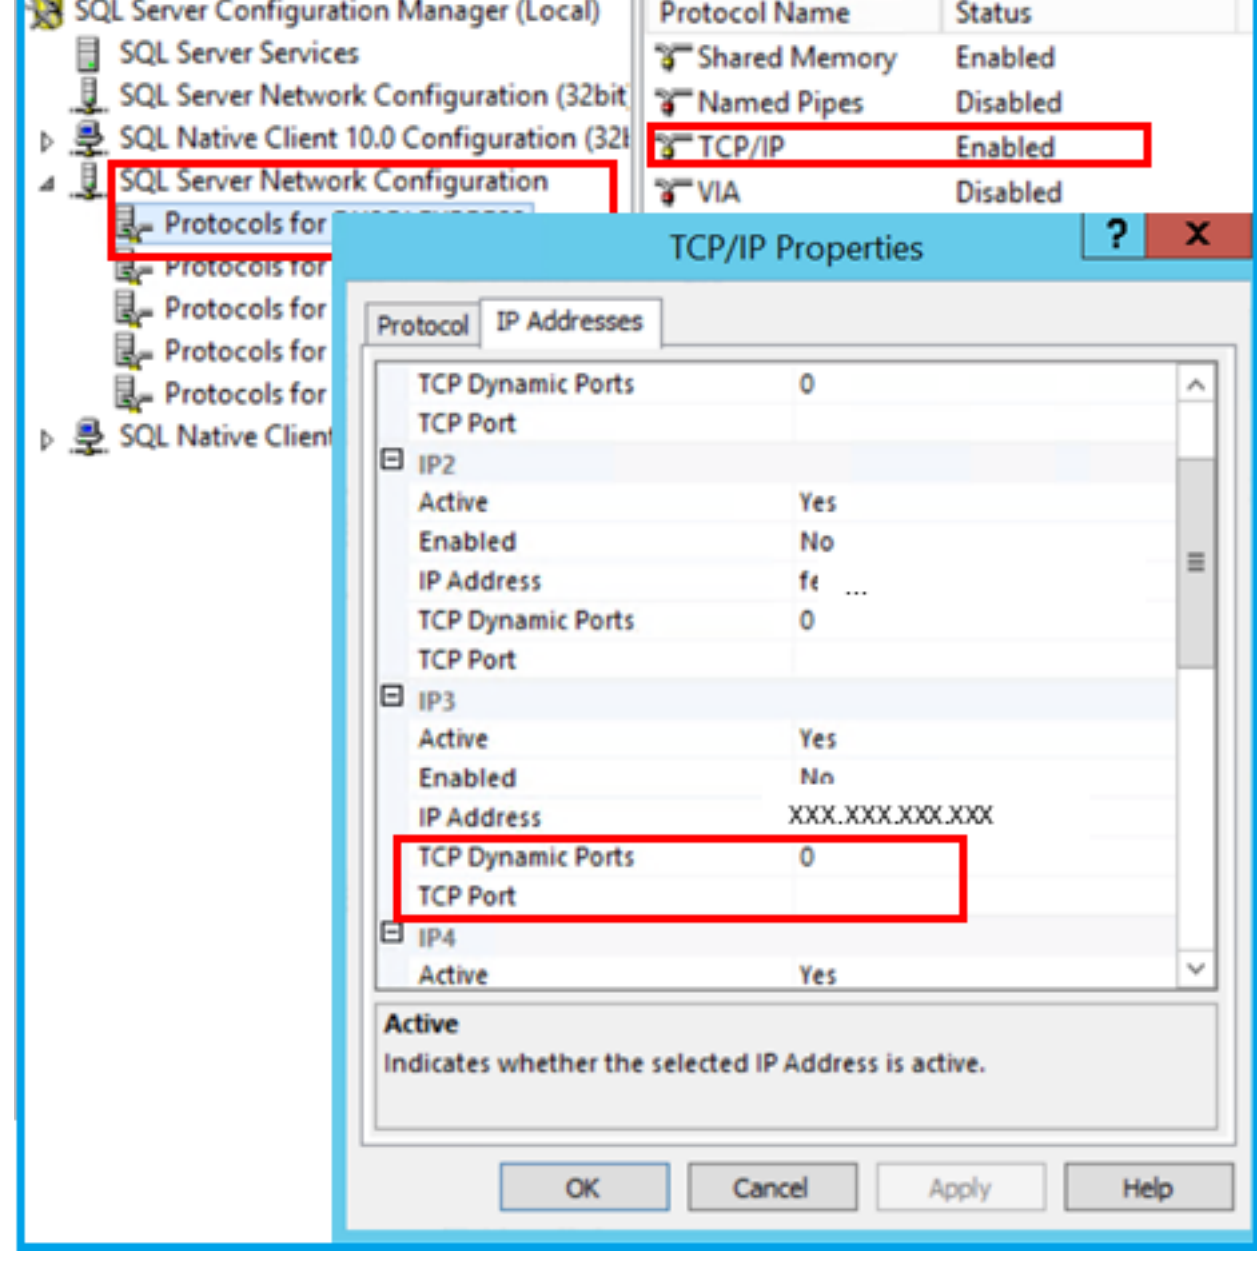 SQL Server Configuration Manager (Local)
SQL Server Services
SQL Server Network Configuration (32bit
SQL Native Client 10.0 Configuration (32b
SQL Server Network Configuration
Protocols for
Protocols for
Protocols for
Protocols for
Protocols for
SQL Native Client
Protocol Name Status
Shared Memory Enabled
Named Pipes Disabled
TCP/IP Enabled
VIA Disabled
TCP/IP Properties ? X
Protocol IP Addresses
TCP Dynamic Ports 0
TCP Port
IP2
Active Yes
Enabled No
IP Address fe ...
TCP Dynamic Ports 0
TCP Port
IP3
Active Yes
Enabled No
IP Address XXX.XXX.XXX.XXX
TCP Dynamic Ports 0
TCP Port
IP4
Active Yes
Active
Indicates whether the selected IP Address is active.
OK Cancel Apply Help